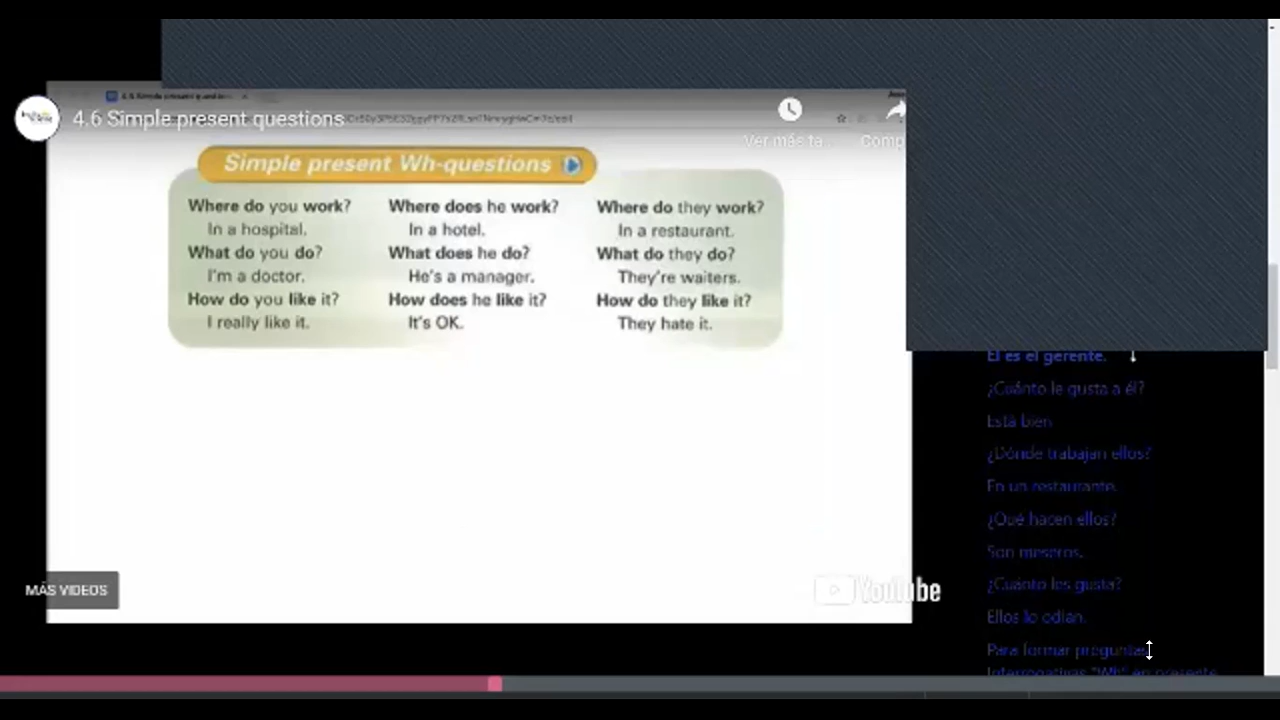 4.6 Simple present questions
Ver más ta...
Comp
Simple present Wh-questions
Where do you work?
In a hospital.
What do you do?
I'm a doctor.
How do you like it?
I really like it.
Where does he work?
In a hotel.
What does he do?
He's a manager.
How does he like it?
It's OK.
Where do they work?
In a restaurant.
What do they do?
They're waiters.
How do they like it?
They hate it.
MÁS VIDEOS
YouTube
El es el gerente.
¿Cuánto le gusta a él?
Está bien
¿Dónde trabajan ellos?
En un restaurante.
¿Qué hacen ellos?
Son meseros.
¿Cuánto les gusta?
Ellos lo odian.
Para formar preguntas
Interrogativas "Wh" en presente